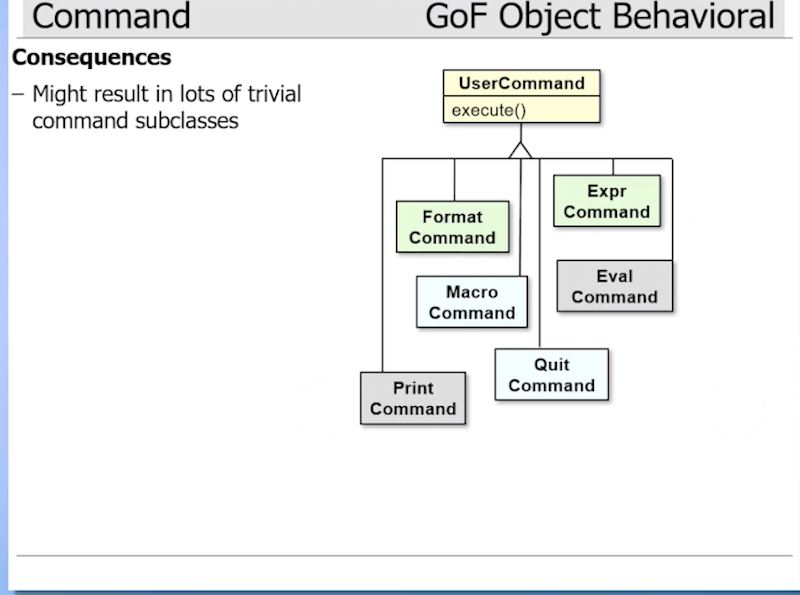 Command
GoF Object Behavioral
Consequences
– Might result in lots of trivial
command subclasses
UserCommand
execute()
Expr
Command
Format
Command
Eval
Command
Macro
Command
Quit
Command
Print
Command